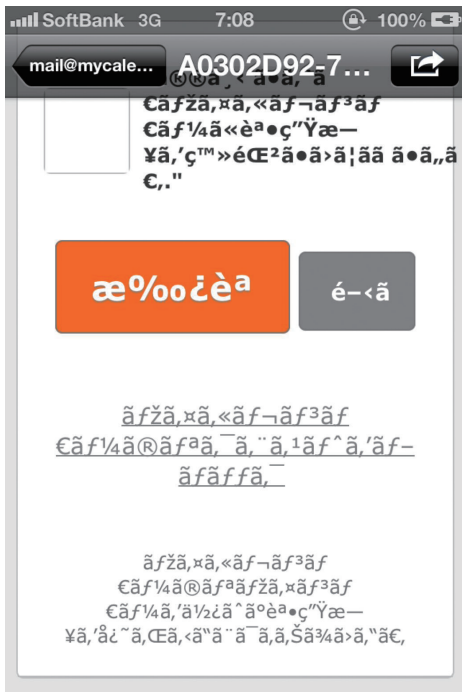 SoftBank 3G 7:08 100%
mail@mycale... A0302D92-7...
€ãƒžã‚¤ã‚«ãƒ¬ãƒ³ãƒ
€ãƒ¼ã«èª•ç”Ÿæ—
¥ã‚’ç™»éŒ²ã•ã›ã¦ãã ã•ã„ã
€‚."
æ‰¿èª é–‹ã
ãƒžã‚¤ã‚«ãƒ¬ãƒ³ãƒ
€ãƒ¼ã®ãƒªã‚¯ã‚¨ã‚¹ãƒˆã‚’ãƒ–
ãƒãƒƒã‚¯
ãƒžã‚¤ã‚«ãƒ¬ãƒ³ãƒ
€ãƒ¼ã®ãƒªãƒžã‚¤ãƒ³ãƒ
€ãƒ¼ã‚’ä½¿ãˆã°èª•ç”Ÿæ—
¥ã‚’å¿˜ã‚Œã‚‹ã“ã¨ã¯ã‚ã‚Šã¾ã›ã‚“ã€‚